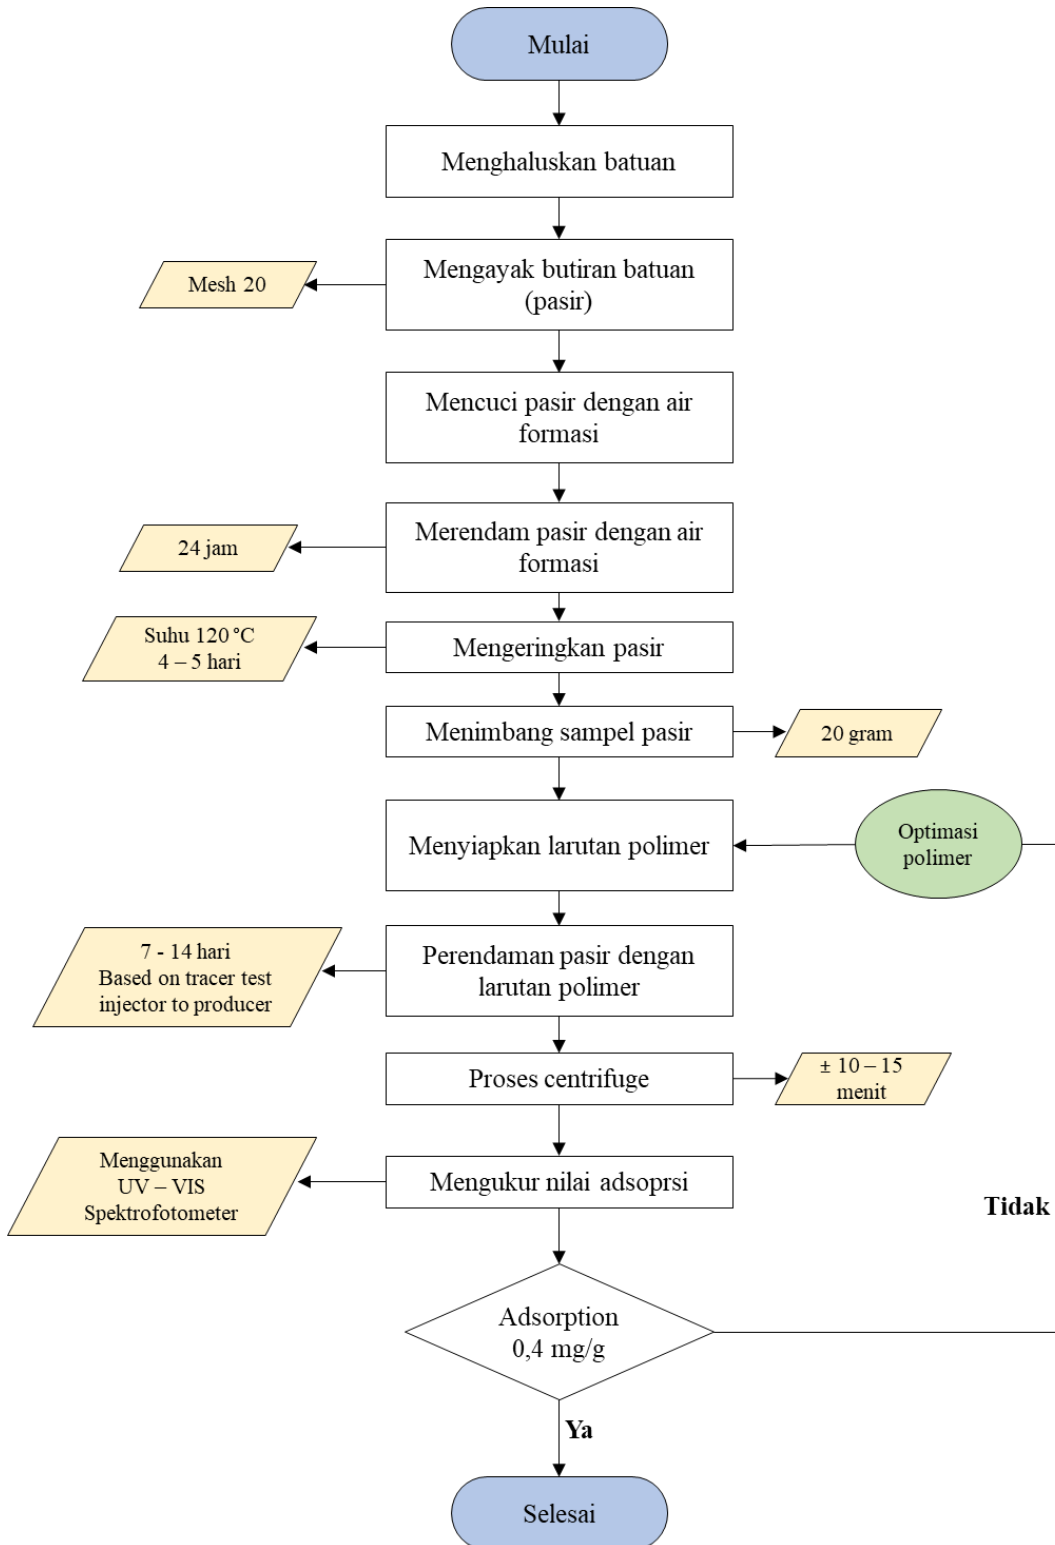 Mulai
Menghaluskan batuan
Mengayak butiran batuan
(pasir)
Mesh 20
Mencuci pasir dengan air
formasi
Merendam pasir dengan air
formasi
24 jam
Mengeringkan pasir
Suhu 120 °C
4 – 5 hari
Menimbang sampel pasir
20 gram
Menyiapkan larutan polimer
Optimasi
polimer
Perendaman pasir dengan
larutan polimer
7 - 14 hari
Based on tracer test
injector to producer
Proses centrifuge
± 10 – 15
menit
Mengukur nilai adsoprsi
Menggunakan
UV – VIS
Spektrofotometer
Tidak
Adsorption
0,4 mg/g
Ya
Selesai